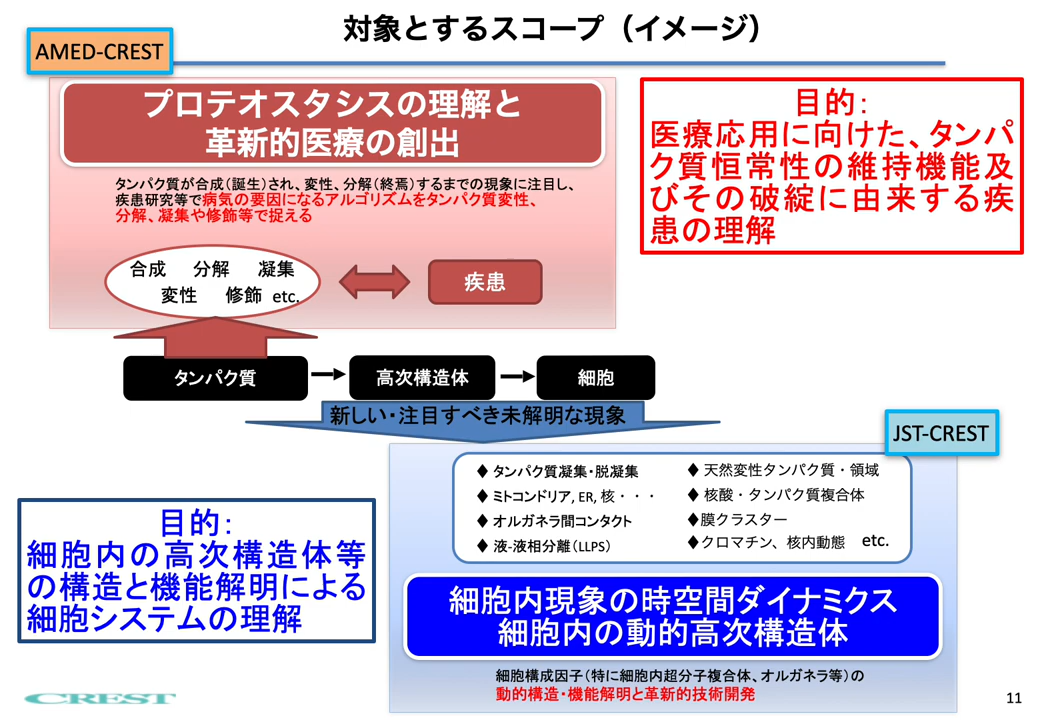 対象とするスコープ（イメージ）
AMED-CREST
プロテオスタシスの理解と
革新的医療の創出
タンパク質が合成（誕生）され、変性、分解（終焉）するまでの現象に注目し、
疾患研究等で病気の要因になるアルゴリズムをタンパク質変性、
分解、凝集や修飾等で捉える
合成 分解 凝集
変性 修飾 etc.
疾患
目的：
医療応用に向けた、タンパ
ク質恒常性の維持機能及
びその破綻に由来する疾
患の理解
タンパク質
高次構造体
細胞
新しい・注目すべき未解明な現象
JST-CREST
♦ タンパク質凝集・脱凝集
♦ ミトコンドリア, ER, 核・・・
♦ オルガネラ間コンタクト
♦ 液-液相分離（LLPS）
♦ 天然変性タンパク質・領域
♦ 核酸・タンパク質複合体
♦膜クラスター
♦クロマチン、核内動態 etc.
目的：
細胞内の高次構造体等
の構造と機能解明による
細胞システムの理解
細胞内現象の時空間ダイナミクス
細胞内の動的高次構造体
細胞構成因子（特に細胞内超分子複合体、オルガネラ等）の
動的構造・機能解明と革新的技術開発
CREST
11